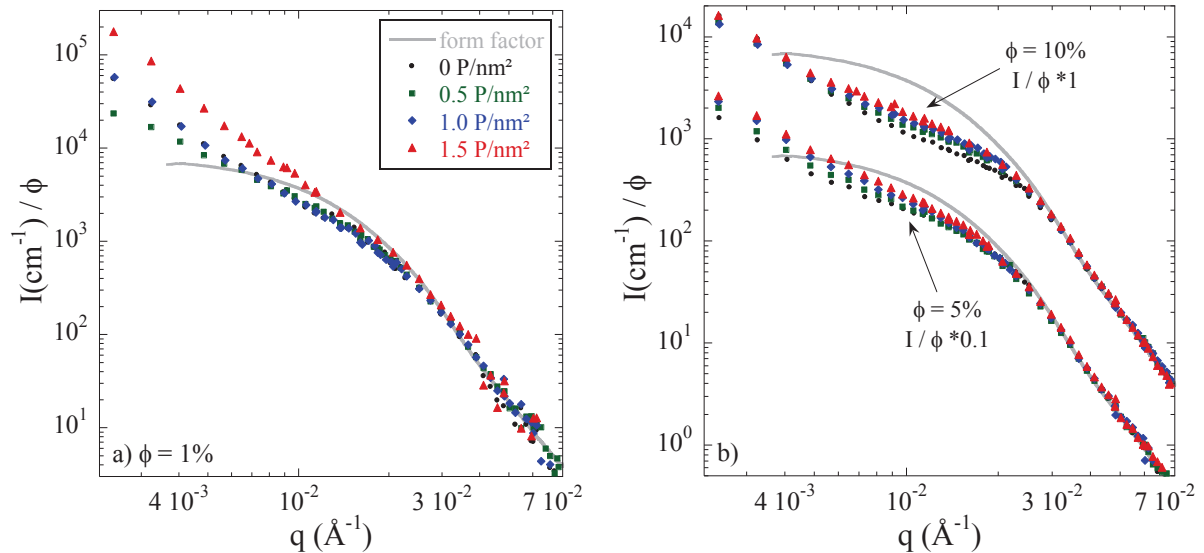 I(cm⁻¹) / ϕ
10⁵
10⁴
10³
10²
10¹
form factor
0 P/nm²
0.5 P/nm²
1.0 P/nm²
1.5 P/nm²
a) ϕ = 1%
4 10⁻³
10⁻²
3 10⁻²
7 10⁻²
q (Å⁻¹)
I(cm⁻¹) / ϕ
10⁴
10³
10²
10¹
10⁰
ϕ = 10%
I / ϕ *1
ϕ = 5%
I / ϕ *0.1
b)
4 10⁻³
10⁻²
3 10⁻²
7 10⁻²
q (Å⁻¹)